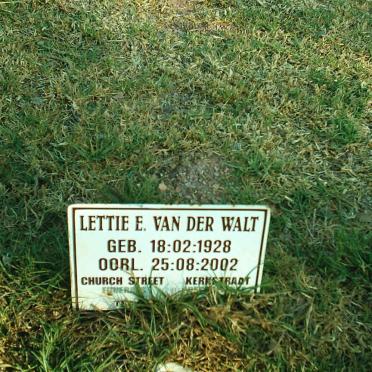 LETTIE E. VAN DER WALT
GEB. 18:02:1928
OORL. 25:08:2002
CHURCH STREET KERKSTRAAT